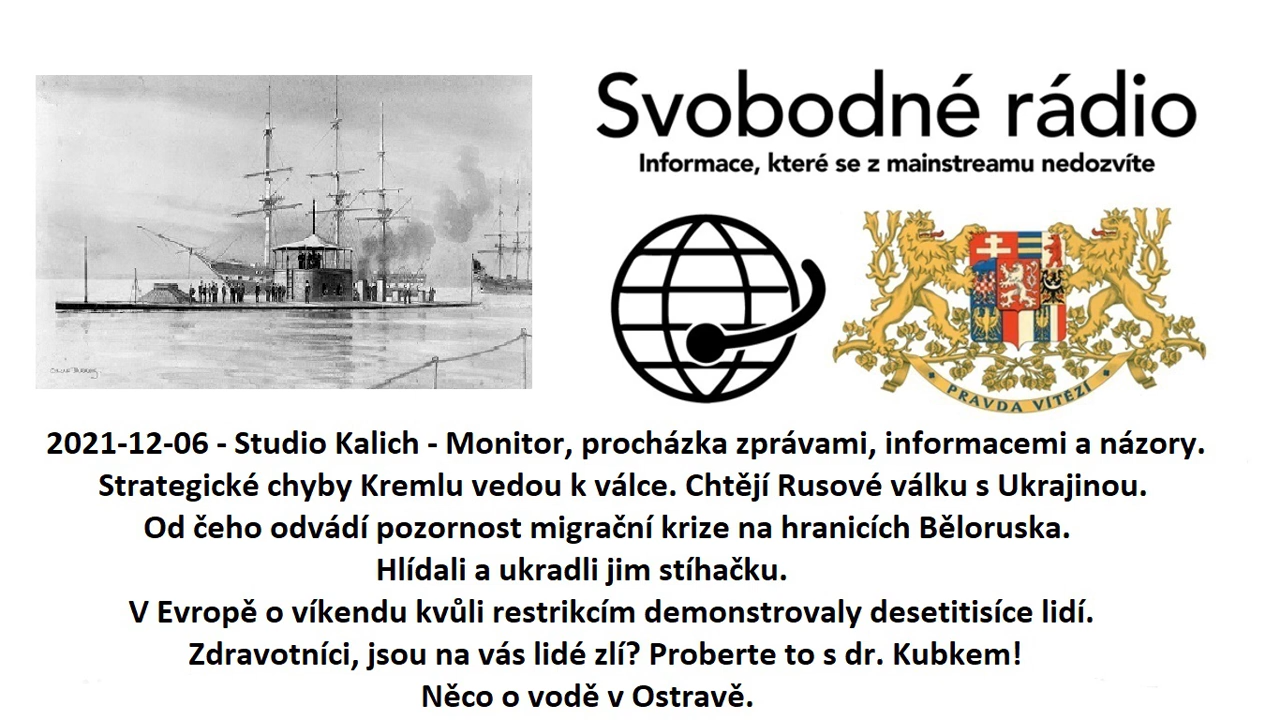 Svobodné rádio
Informace, které se z mainstreamu nedozvíte
PRAVDA VÍTĚZÍ
2021-12-06 - Studio Kalich - Monitor, procházka zprávami, informacemi a názory.
Strategické chyby Kremlu vedou k válce. Chtějí Rusové válku s Ukrajinou.
Od čeho odvádí pozornost migrační krize na hranicích Běloruska.
Hlídali a ukradli jim stíhačku.
V Evropě o víkendu kvůli restrikcím demonstrovaly desetitisíce lidí.
Zdravotníci, jsou na vás lidé zlí? Proberte to s dr. Kubkem!
Něco o vodě v Ostravě.